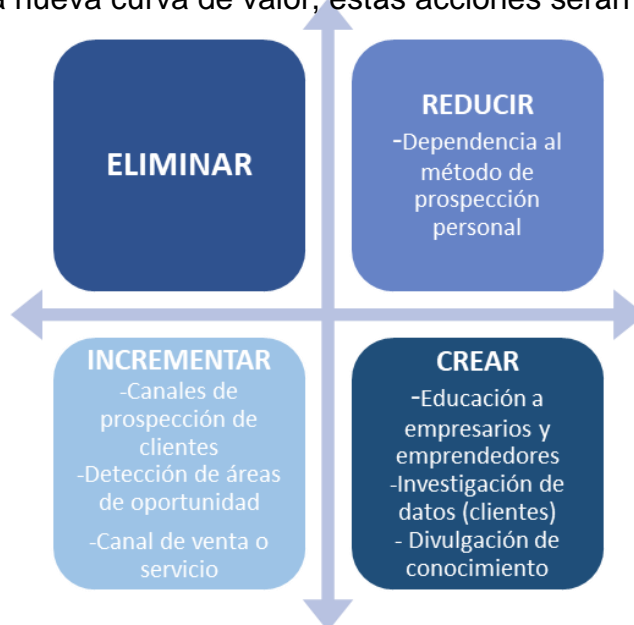 nueva curva de valor, estas acciones serán
ELIMINAR
REDUCIR
-Dependencia al
método de
prospección
personal
INCREMENTAR
-Canales de
prospección de
clientes
-Detección de áreas
de oportunidad
-Canal de venta o
servicio
CREAR
-Educación a
empresarios y
emprendedores
-Investigación de
datos (clientes)
- Divulgación de
conocimiento